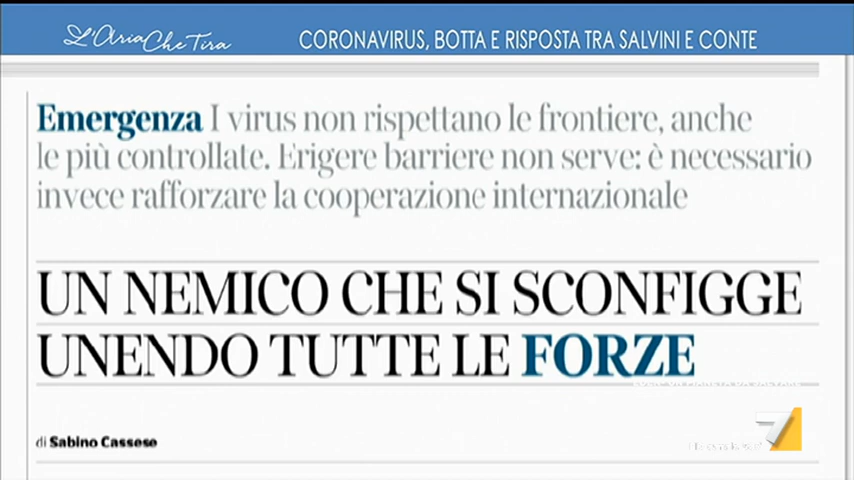 L'Aria Che Tira
CORONAVIRUS, BOTTA E RISPOSTA TRA SALVINI E CONTE
Emergenza I virus non rispettano le frontiere, anche
le più controllate. Erigere barriere non serve: è necessario
invece rafforzare la cooperazione internazionale
UN NEMICO CHE SI SCONFIGGE
UNENDO TUTTE LE FORZE
di Sabino Cassese
7